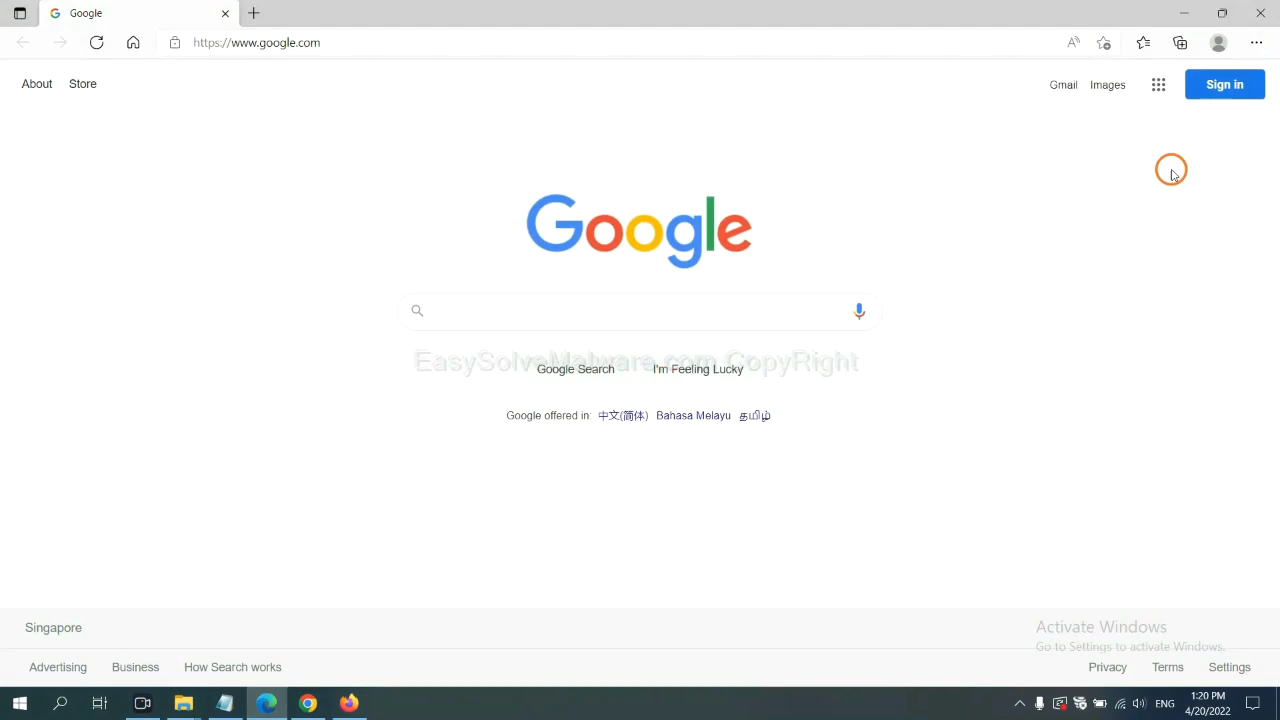 Google
https://www.google.com
About Store
Gmail Images Sign in
Google
EasySolveMalware.com CopyRight
Google Search I'm Feeling Lucky
Google offered in: 中文(简体) Bahasa Melayu தமிழ்
Singapore
Activate Windows
Go to Settings to activate Windows.
Advertising Business How Search works
Privacy Terms Settings
ENG
1:20 PM
4/20/2022